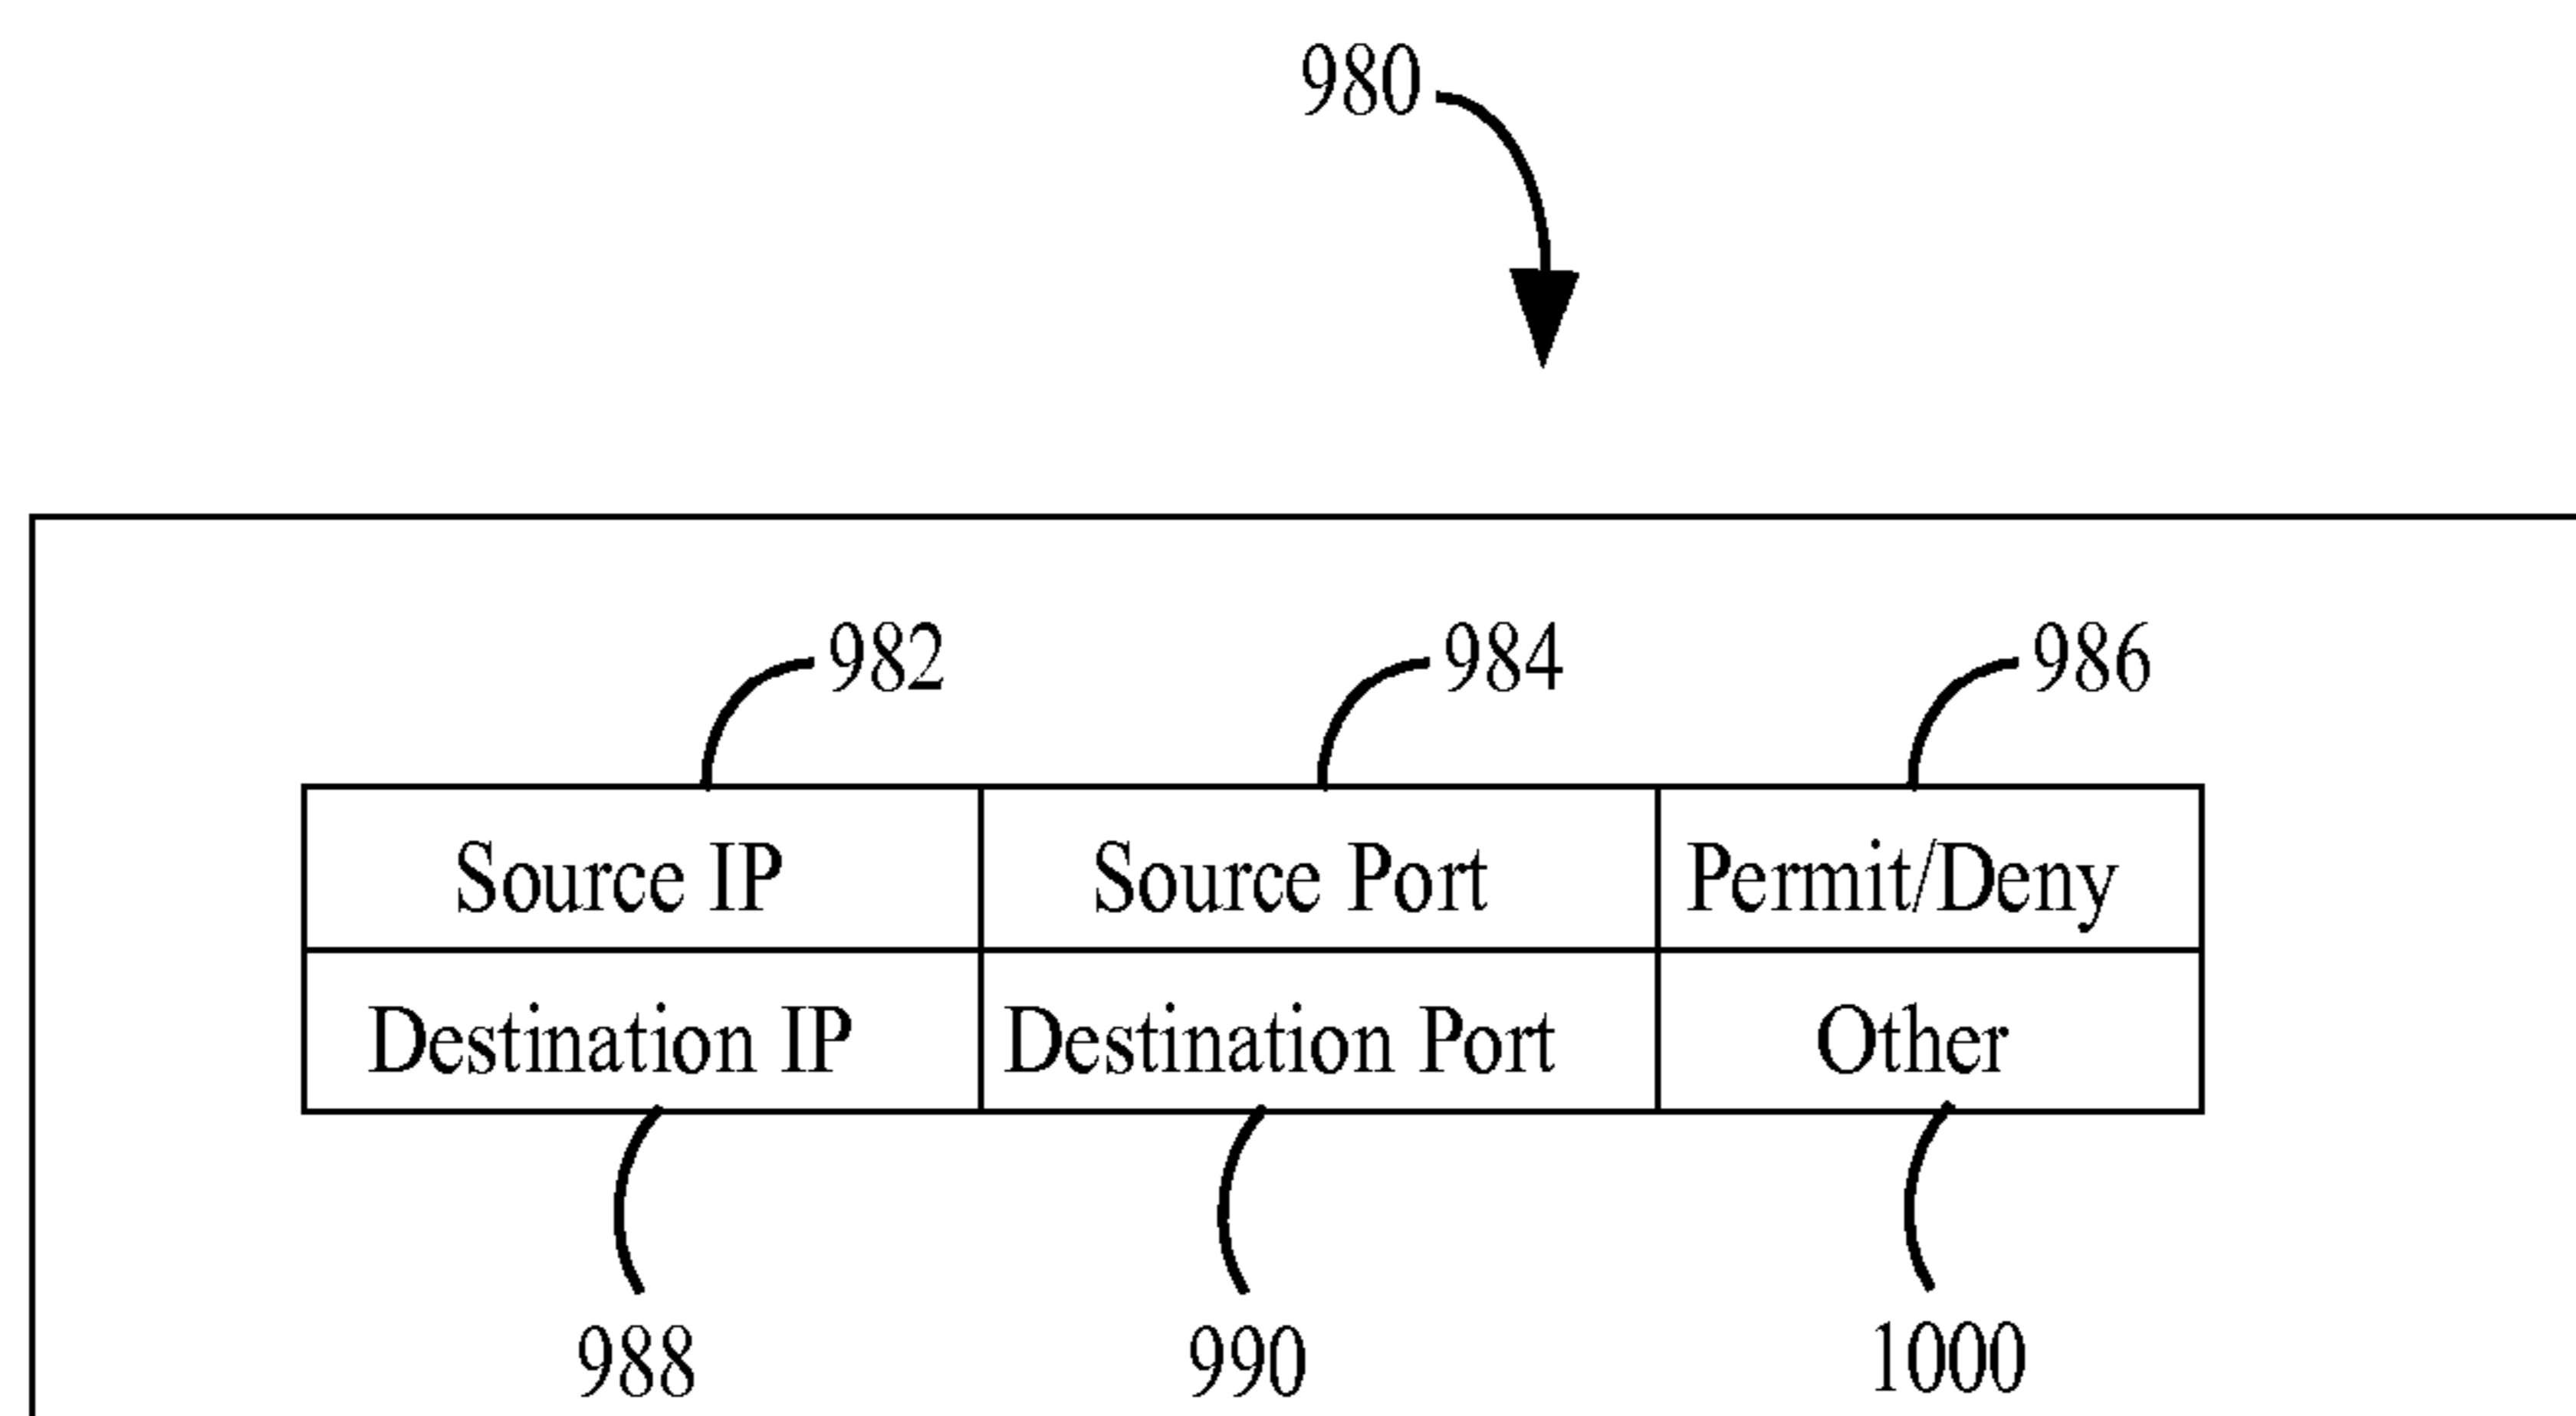 980
982 984 986
Source IP Source Port Permit/Deny
Destination IP Destination Port Other
988 990 1000